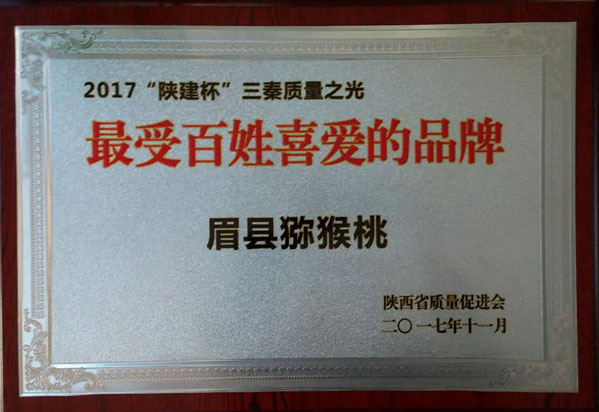 2017“陕建杯”三秦质量之光
最受百姓喜爱的品牌
眉县猕猴桃
陕西省质量促进会
二〇一七年十一月